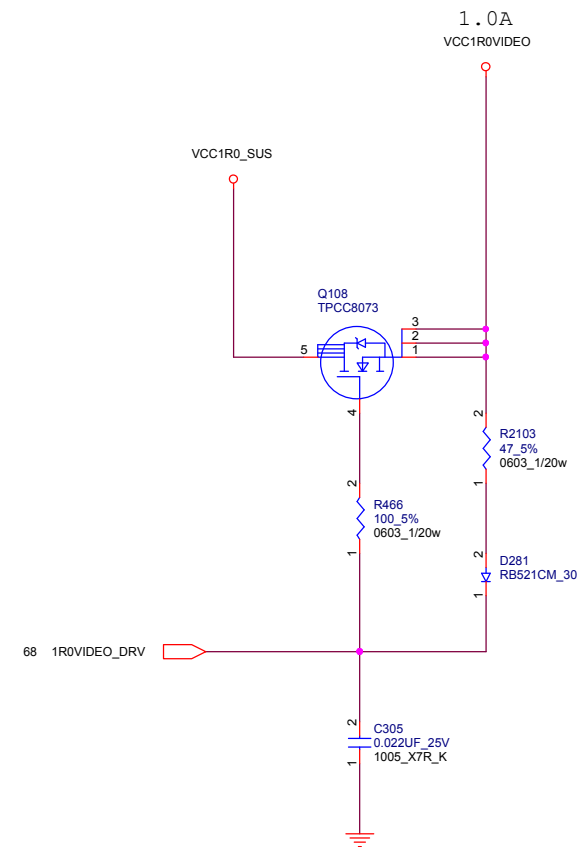 1.0A
VCC1R0VIDEO
VCC1R0_SUS
Q108
TPCC8073
3
2
1
5
4
2
R2103
47_5%
0603_1/20w
1
2
R466
100_5%
0603_1/20w
1
2
D281
RB521CM_30
1
68 1R0VIDEO_DRV
2
C305
0.022UF_25V
1005_X7R_K
1